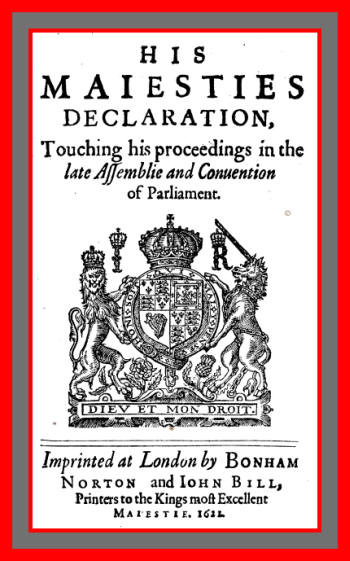 HIS
MAIESTIES
DECLARATION,
Touching his proceedings in the
late Aſſemblie and Conuention
of Parliament.
I R
DIEV ET MON DROIT.
Imprinted at London by BONHAM
NORTON and IOHN BILL,
Printers to the Kings moſt Excellent
MAIESTIE. 1621.